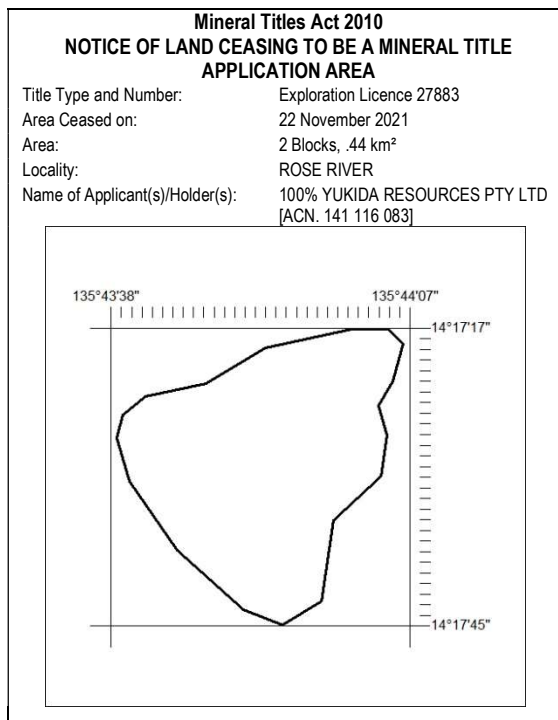 Mineral Titles Act 2010
NOTICE OF LAND CEASING TO BE A MINERAL TITLE
APPLICATION AREA
Title Type and Number: Exploration Licence 27883
Area Ceased on: 22 November 2021
Area: 2 Blocks, .44 km²
Locality: ROSE RIVER
Name of Applicant(s)/Holder(s): 100% YUKIDA RESOURCES PTY LTD
[ACN. 141 116 083]
135°43'38" 135°44'07"
14°17'17"
14°17'45"